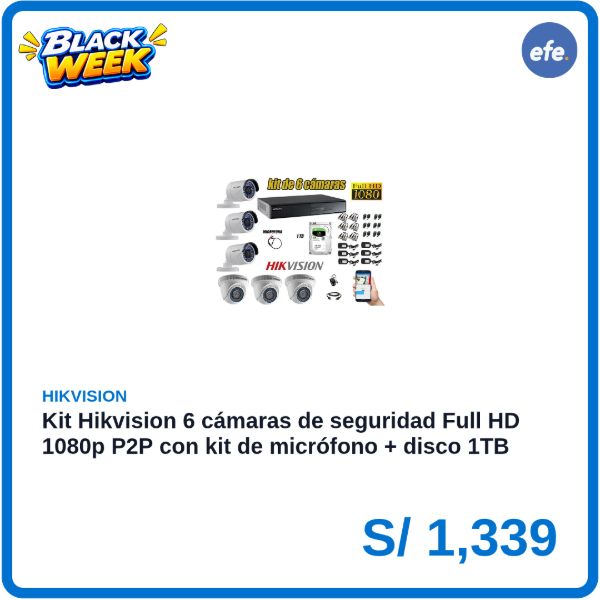 BLACK
WEEK
efe.
kit de 6 cámaras
Full HD
1080
1TB
HIKVISION
HIKVISION
Kit Hikvision 6 cámaras de seguridad Full HD
1080p P2P con kit de micrófono + disco 1TB
S/ 1,339